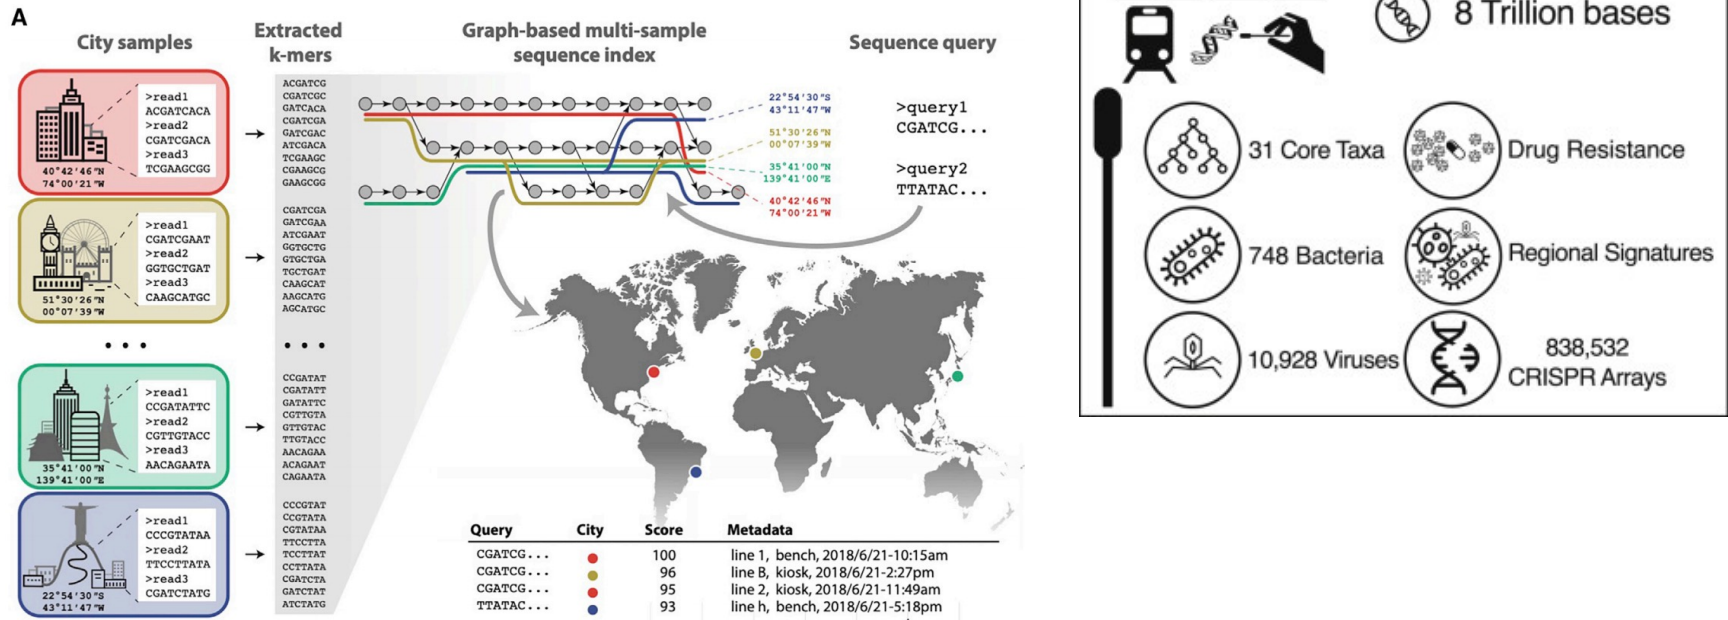 A
City samples
Extracted
k-mers
Graph-based multi-sample
sequence index
Sequence query
>read1
ACGATCACA
>read2
CGATCGACA
>read3
TCGAAGCGG
40°42'46"N
74°00'21"W
>read1
CGATCGAAT
>read2
GGTGCTGAT
>read3
CAAGCATGC
51°30'26"N
00°07'39"W
• • •
>read1
CCGATATTC
>read2
CGTTGTACC
>read3
AACAGAATA
35°41'00"N
139°41'00"E
>read1
CCCGTATAA
>read2
TTCCTTATA
>read3
CGATCTATG
22°54'30"S
43°11'47"W
ACGATCG
CGATCGC
GATCACA
CGATCGA
GATCGAC
ATCGACA
TCGAAGC
CGAAGCG
GAAGCGG
CGATCGA
GATCGAA
ATCGAAT
GGTGCTG
GTGCTGA
TGCTGAT
CAAGCAT
AAGCATG
AGCATGC
• • •
CCGATAT
CGATATT
GATATTC
CGTTGTA
GTTGTAC
TTGTACC
AACAGAA
ACAGAAT
CAGAATA
CCCGTAT
CCGTATA
CGTATAA
TTCCTTA
TCCTTAT
CCTTATA
CGATCTA
GATCTAT
ATCTATG
22°54'30"S
43°11'47"W
51°30'26"N
00°07'39"W
35°41'00"N
139°41'00"E
40°42'46"N
74°00'21"W
>query1
CGATCG...
>query2
TTATAC...
Query City Score Metadata
CGATCG... 100 line 1, bench, 2018/6/21-10:15am
CGATCG... 96 line B, kiosk, 2018/6/21-2:27pm
CGATCG... 95 line 2, kiosk, 2018/6/21-11:49am
TTATAC... 93 line h, bench, 2018/6/21-5:18pm
8 Trillion bases
31 Core Taxa
Drug Resistance
748 Bacteria
Regional Signatures
10,928 Viruses
838,532
CRISPR Arrays